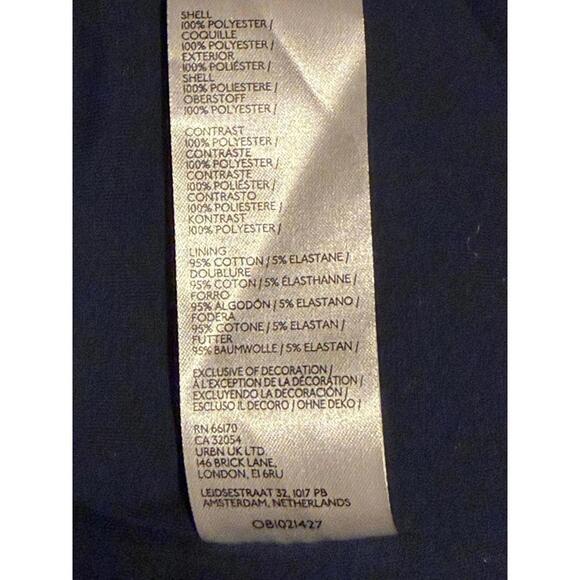 SHELL
100% POLYESTER /
COQUILLE
100% POLYESTER /
EXTERIOR
100% POLIÉSTER /
SHELL
100% POLIESTERE /
OBERSTOFF
100% POLYESTER /
CONTRAST
100% POLYESTER /
CONTRASTE
100% POLYESTER /
CONTRASTE
100% POLIÉSTER /
CONTRASTO
100% POLIESTERE /
KONTRAST
100% POLYESTER /
LINING
95% COTTON / 5% ELASTANE /
DOUBLURE
95% COTON / 5% ÉLASTHANNE /
FORRO
95% ALGODÓN / 5% ELASTANO /
FODERA
95% COTONE / 5% ELASTAN /
FUTTER
95% BAUMWOLLE / 5% ELASTAN /
EXCLUSIVE OF DECORATION /
À L'EXCEPTION DE LA DÉCORATION /
EXCLUYENDO LA DECORACIÓN /
ESCLUSO IL DECORO / OHNE DEKO /
RN 66170
CA 32054
URBN UK LTD.
146 BRICK LANE,
LONDON, E1 6RU
LEIDSESTRAAT 32, 1017 PB
AMSTERDAM, NETHERLANDS
OB1021427